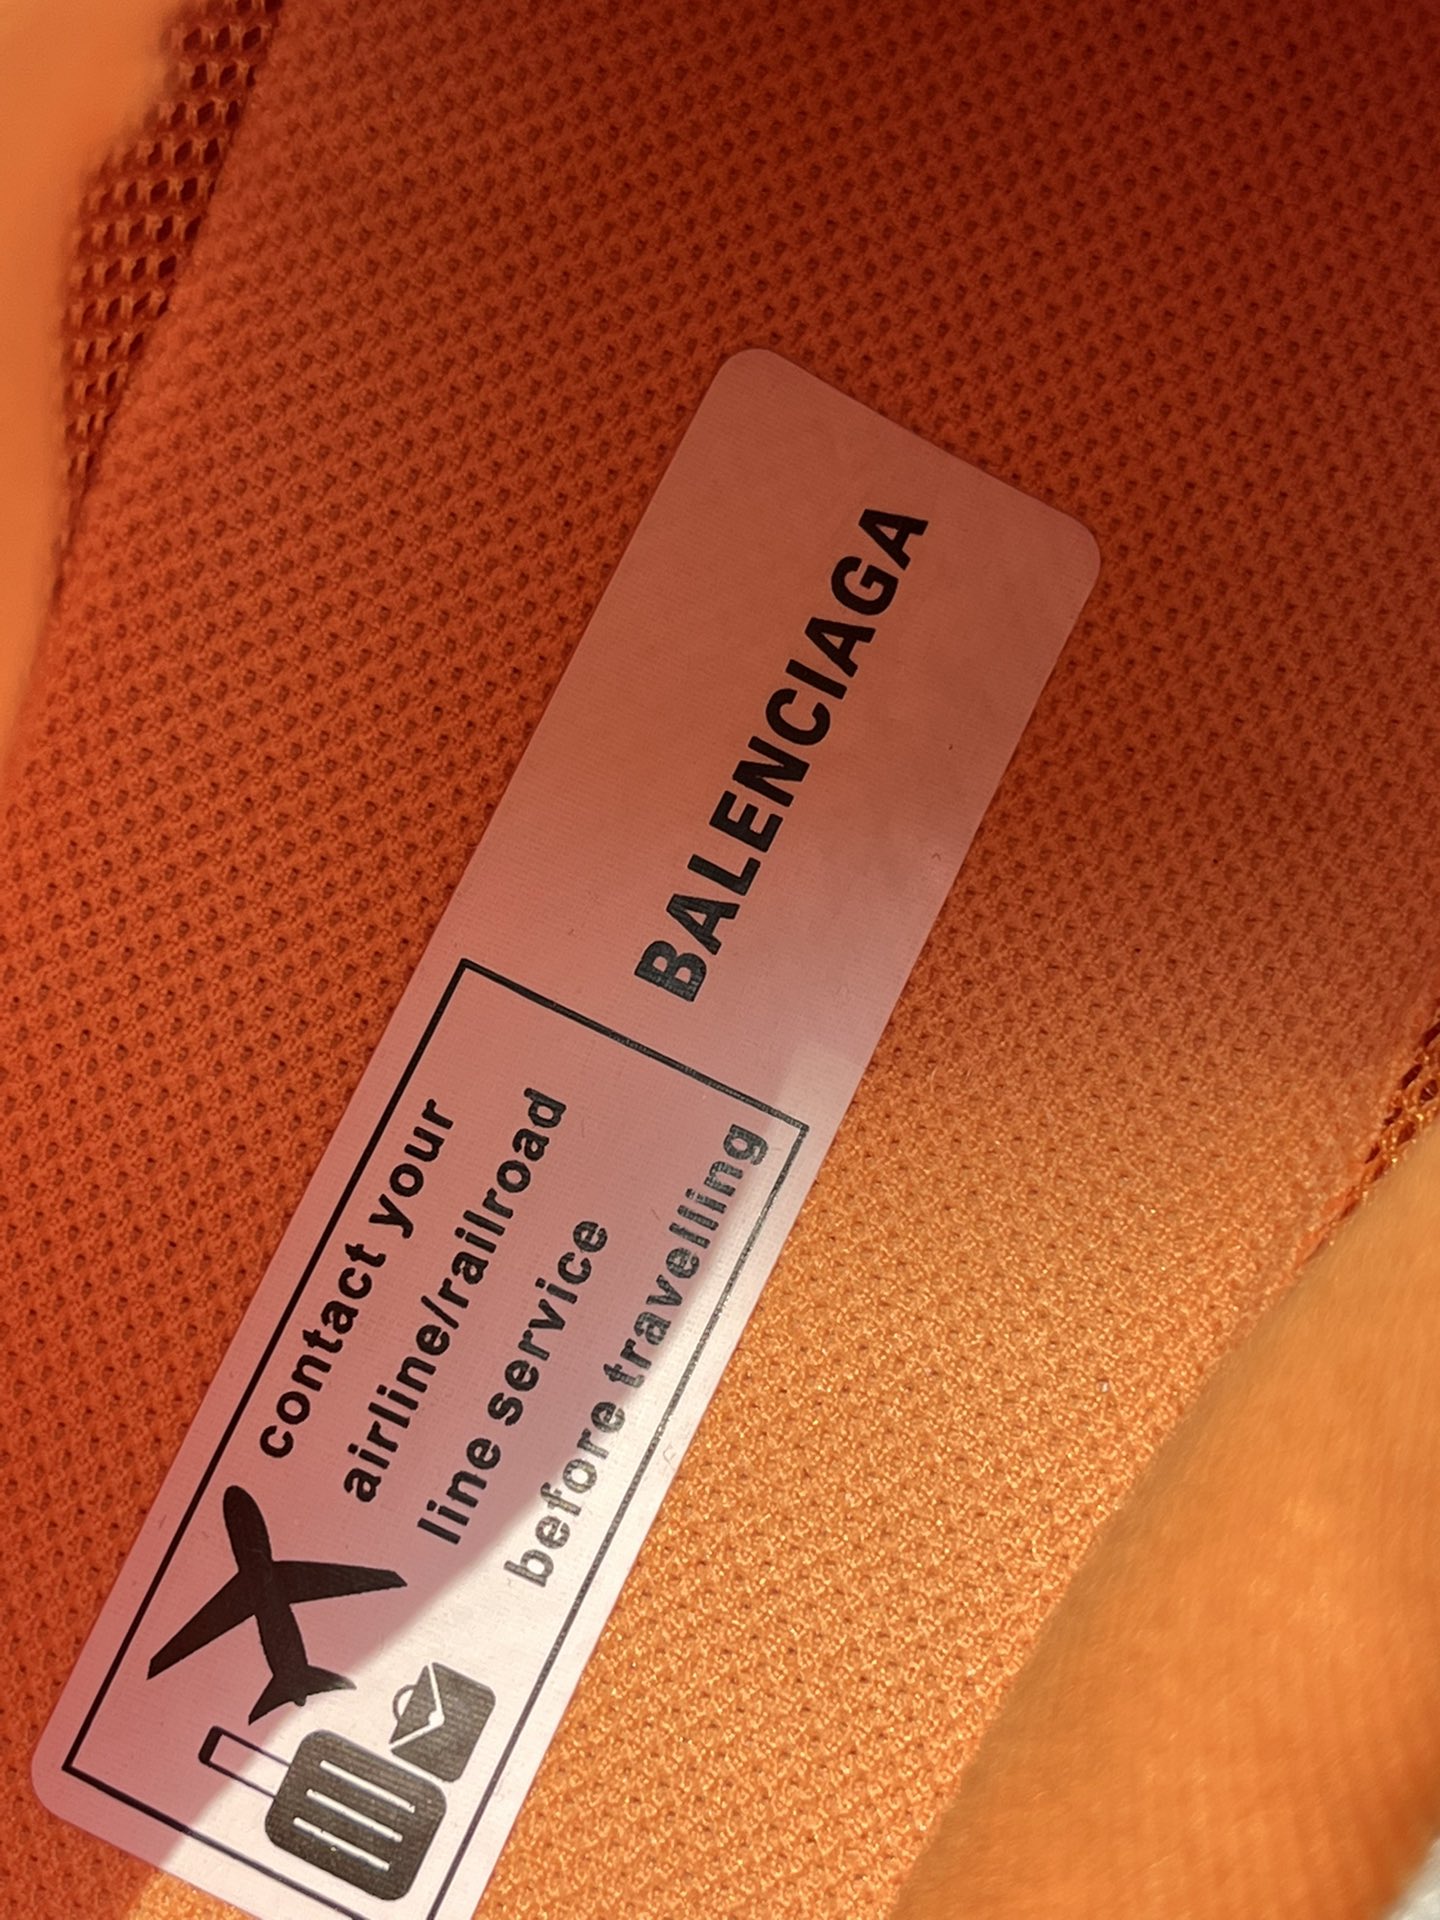 contact your
airline/railroad
line service
before travelling
BALENCIAGA